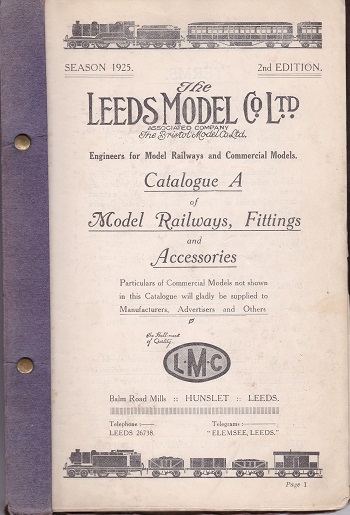 SEASON 1925.
2nd EDITION.
The
LEEDS MODEL Co LTD
ASSOCIATED COMPANY
The Bristol Model Co Ltd.
Engineers for Model Railways and Commercial Models.
Catalogue A
of
Model Railways, Fittings
and
Accessories
Particulars of Commercial Models not shown
in this Catalogue will gladly be supplied to
Manufacturers, Advertisers and Others
the Hallmark
of Quality.
L·M·C
Balm Road Mills :: HUNSLET :: LEEDS.
Telephone :—
Telegrams :—
LEEDS 26738.
"ELEMSEE, LEEDS."
Page 1